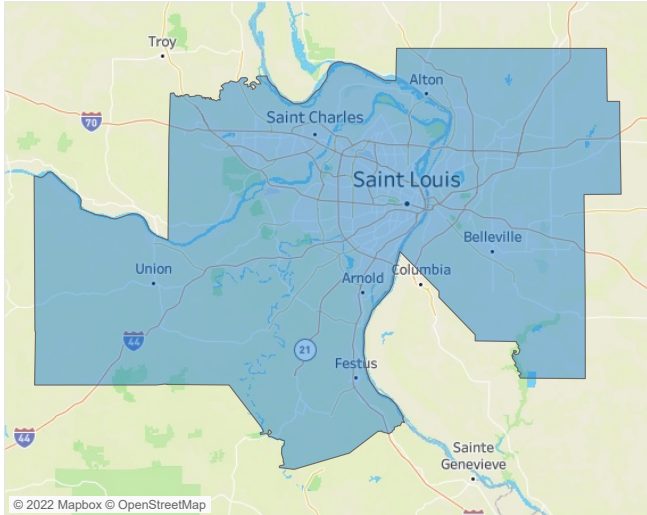 Troy
Alton
70
Saint Charles
Saint Louis
Belleville
Union
Arnold
Columbia
44
21
Festus
44
Sainte
Genevieve
© 2022 Mapbox © OpenStreetMap